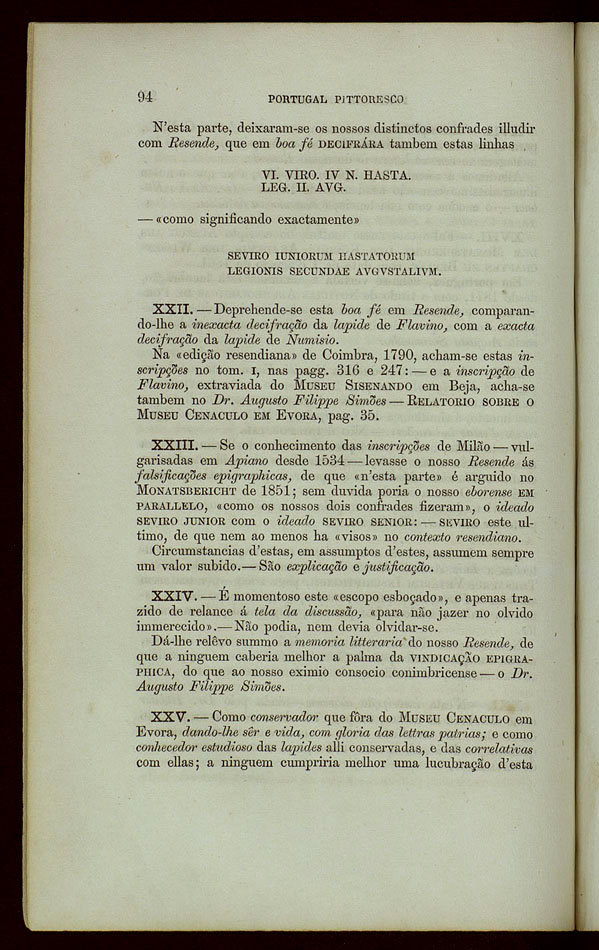 94 PORTUGAL PITTORESCO
N'esta parte, deixaram-se os nossos distinctos confrades illudir
com Resende, que em boa fé DECIFRÁRA tambem estas linhas
VI. VIRO. IV N. HASTA.
LEG. II. AVG.
— «como significando exactamente»
SEVIRO IUNIORUM HASTATORUM
LEGIONIS SECUNDAE AVGVSTALIVM.
XXII. — Deprehende-se esta boa fé em Resende, comparan-
do-lhe a inexacta decifração da lapide de Flavino, com a exacta
decifração da lapide de Numisio.
Na «edição resendiana» de Coimbra, 1790, acham-se estas in-
scripções no tom. I, nas pagg. 316 e 247: — e a inscripção de
Flavino, extraviada do MUSEU SISENANDO em Beja, acha-se
tambem no Dr. Augusto Filippe Simões — RELATORIO SOBRE O
MUSEU CENACULO EM EVORA, pag. 35.
XXIII. — Se o conhecimento das inscripções de Milão — vul-
garisadas em Apiano desde 1534 — levasse o nosso Resende ás
falsificações epigraphicas, de que «n'esta parte» é arguido no
MONATSBERICHT de 1851; sem duvida poria o nosso eborense EM
PARALLELO, «como os nossos dois confrades fizeram», o ideado
SEVIRO JUNIOR com o ideado SEVIRO SENIOR: — SEVIRO este ul-
timo, de que nem ao menos ha «visos» no contexto resendiano.
Circumstancias d'estas, em assumptos d'estes, assumem sempre
um valor subido. — São explicação e justificação.
XXIV. — É momentoso este «escopo esboçado», e apenas tra-
zido de relance á tela da discussão, «para não jazer no olvido
immerecido». — Não podia, nem devia olvidar-se.
Dá-lhe relêvo summo a memoria litteraria do nosso Resende, de
que a ninguem caberia melhor a palma da VINDICAÇÃO EPIGRA-
PHICA, do que ao nosso eximio consocio conimbricense — o Dr.
Augusto Filippe Simões.
XXV. — Como conservador que fôra do MUSEU CENACULO em
Evora, dando-lhe sêr e vida, com gloria das lettras patrias; e como
conhecedor estudioso das lapides alli conservadas, e das correlativas
com ellas; a ninguem cumpriria melhor uma lucubração d'esta